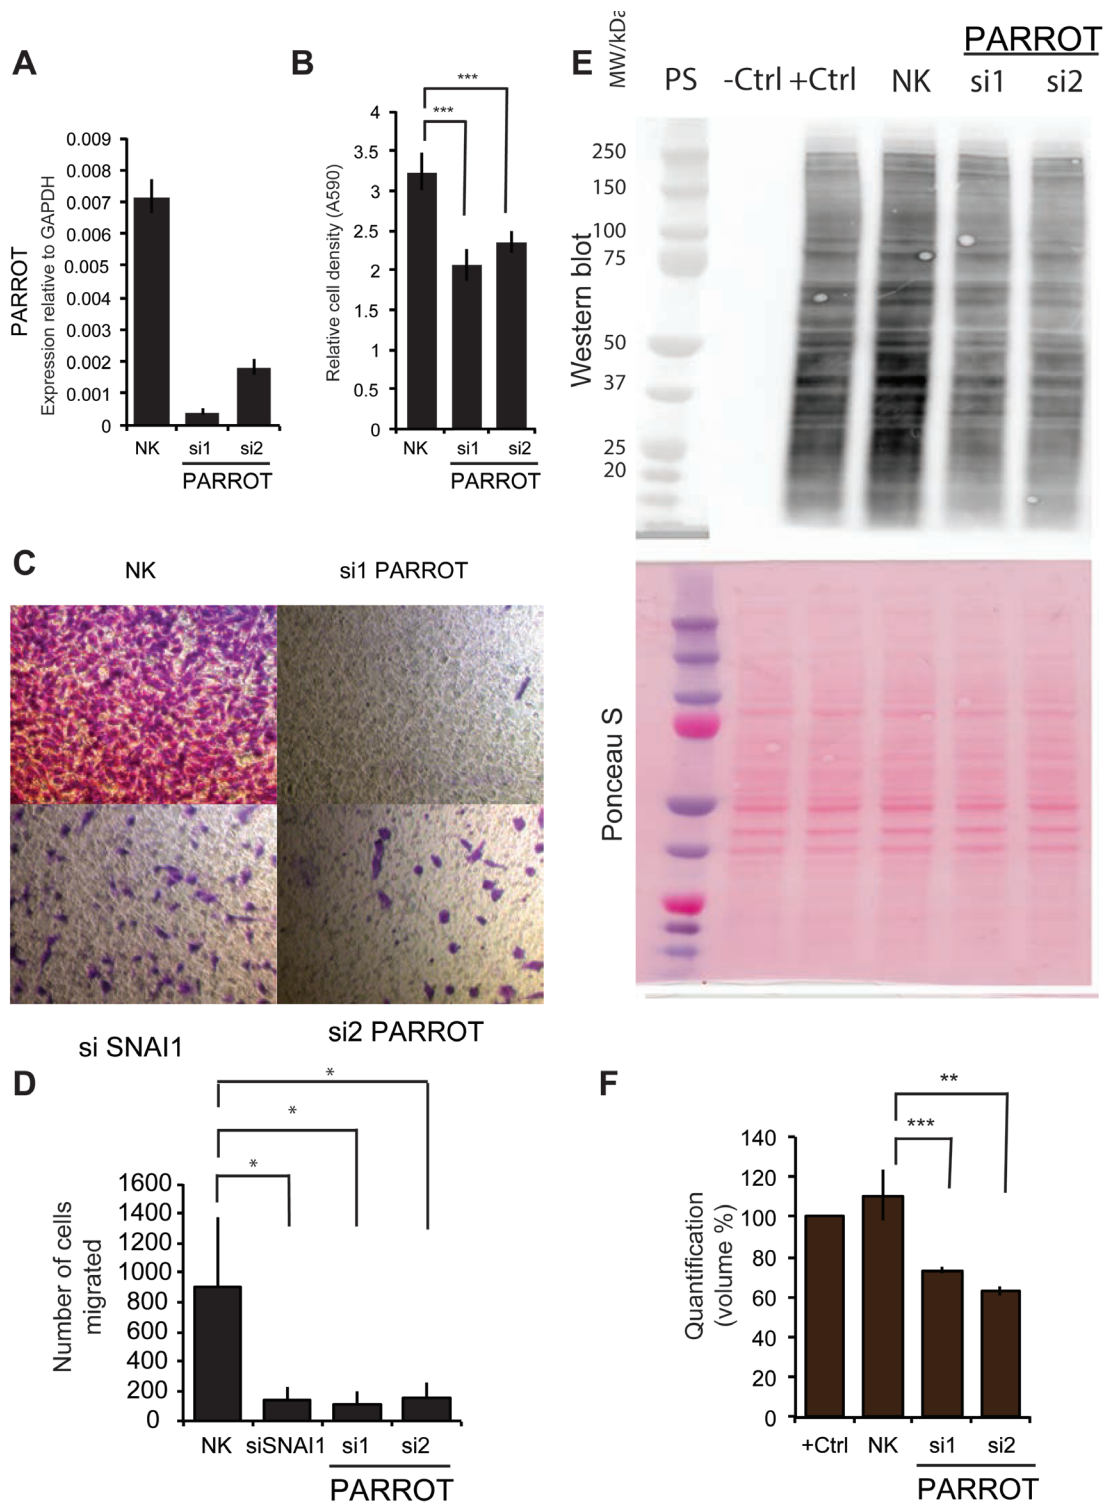 A
PARROT
Expression relative to GAPDH
0.009
0.008
0.007
0.006
0.005
0.004
0.003
0.002
0.001
0
NK si1 si2
PARROT
B
Relative cell density (A590)
***
***
4
3.5
3
2.5
2
1.5
1
0.5
0
NK si1 si2
PARROT
C
NK si1 PARROT
si SNAI1 si2 PARROT
D
*
*
*
Number of cells
migrated
1600
1400
1200
1000
800
600
400
200
0
NK siSNAI1 si1 si2
PARROT
E
MW/kDa
PARROT
PS -Ctrl +Ctrl NK si1 si2
Western blot
250
150
100
75
50
37
25
20
Ponceau S
F
**
***
Quantification
(volume %)
140
120
100
80
60
40
20
0
+Ctrl NK si1 si2
PARROT